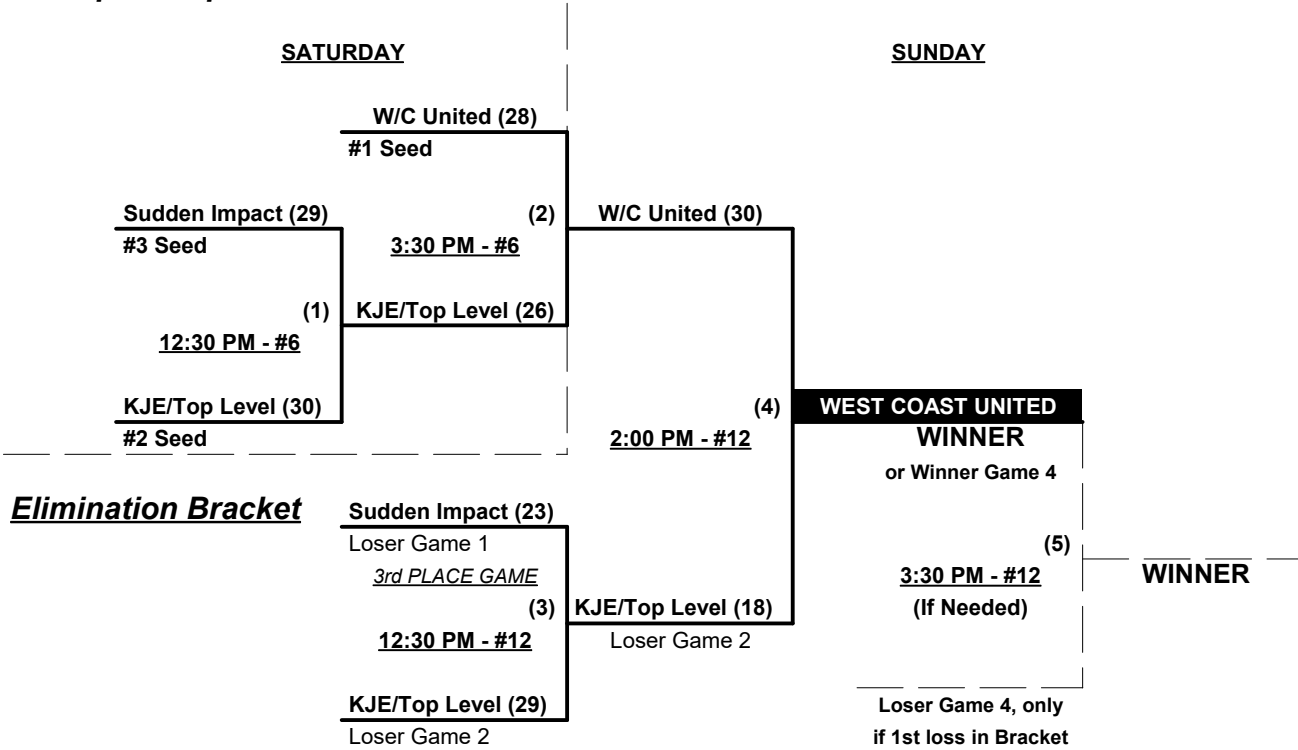 SATURDAY
SUNDAY
W/C United (28)
#1 Seed
Sudden Impact (29)
(2)
W/C United (30)
#3 Seed
3:30 PM - #6
(1)
KJE/Top Level (26)
12:30 PM - #6
KJE/Top Level (30)
(4)
WEST COAST UNITED
#2 Seed
2:00 PM - #12
WINNER
or Winner Game 4
Elimination Bracket
Sudden Impact (23)
Loser Game 1
(5)
3rd PLACE GAME
3:30 PM - #12
WINNER
(3)
KJE/Top Level (18)
(If Needed)
12:30 PM - #12
Loser Game 2
KJE/Top Level (29)
Loser Game 4, only
Loser Game 2
if 1st loss in Bracket